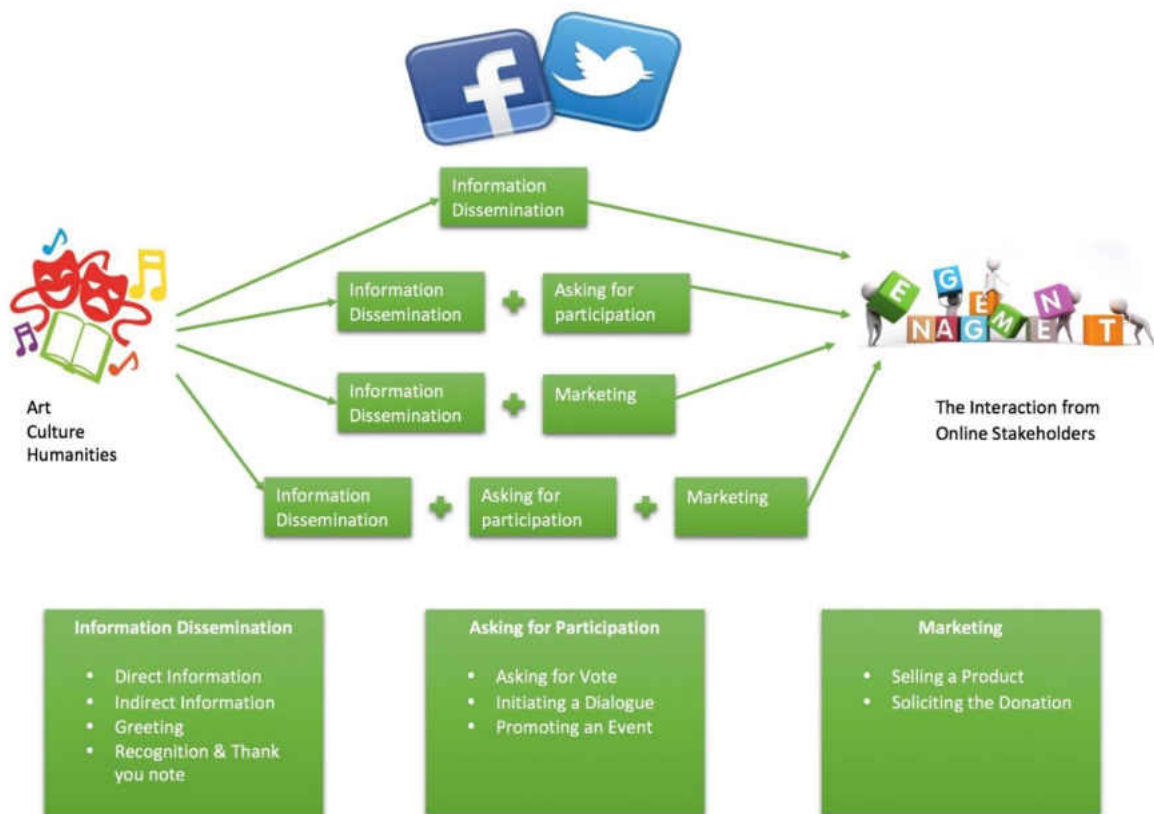 f
Information
Dissemination
Information
Dissemination
Asking for
participation
Information
Dissemination
Marketing
Information
Dissemination
Asking for
participation
Marketing
Art
Culture
Humanities
E G E N
NAGMET
The Interaction from
Online Stakeholders
Information Dissemination
• Direct Information
• Indirect Information
• Greeting
• Recognition & Thank
you note
Asking for Participation
• Asking for Vote
• Initiating a Dialogue
• Promoting an Event
Marketing
• Selling a Product
• Soliciting the Donation